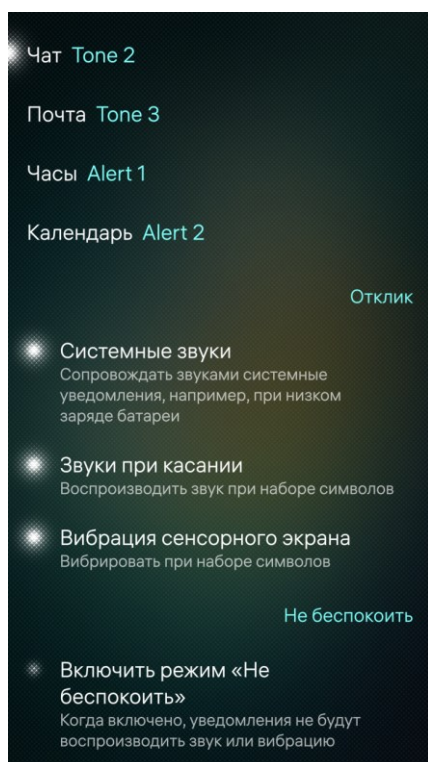 Чат Tone 2
Почта Tone 3
Часы Alert 1
Календарь Alert 2
Отклик
Системные звуки
Сопровождать звуками системные
уведомления, например, при низком
заряде батареи
Звуки при касании
Воспроизводить звук при наборе символов
Вибрация сенсорного экрана
Вибрировать при наборе символов
Не беспокоить
Включить режим «Не
беспокоить»
Когда включено, уведомления не будут
воспроизводить звук или вибрацию